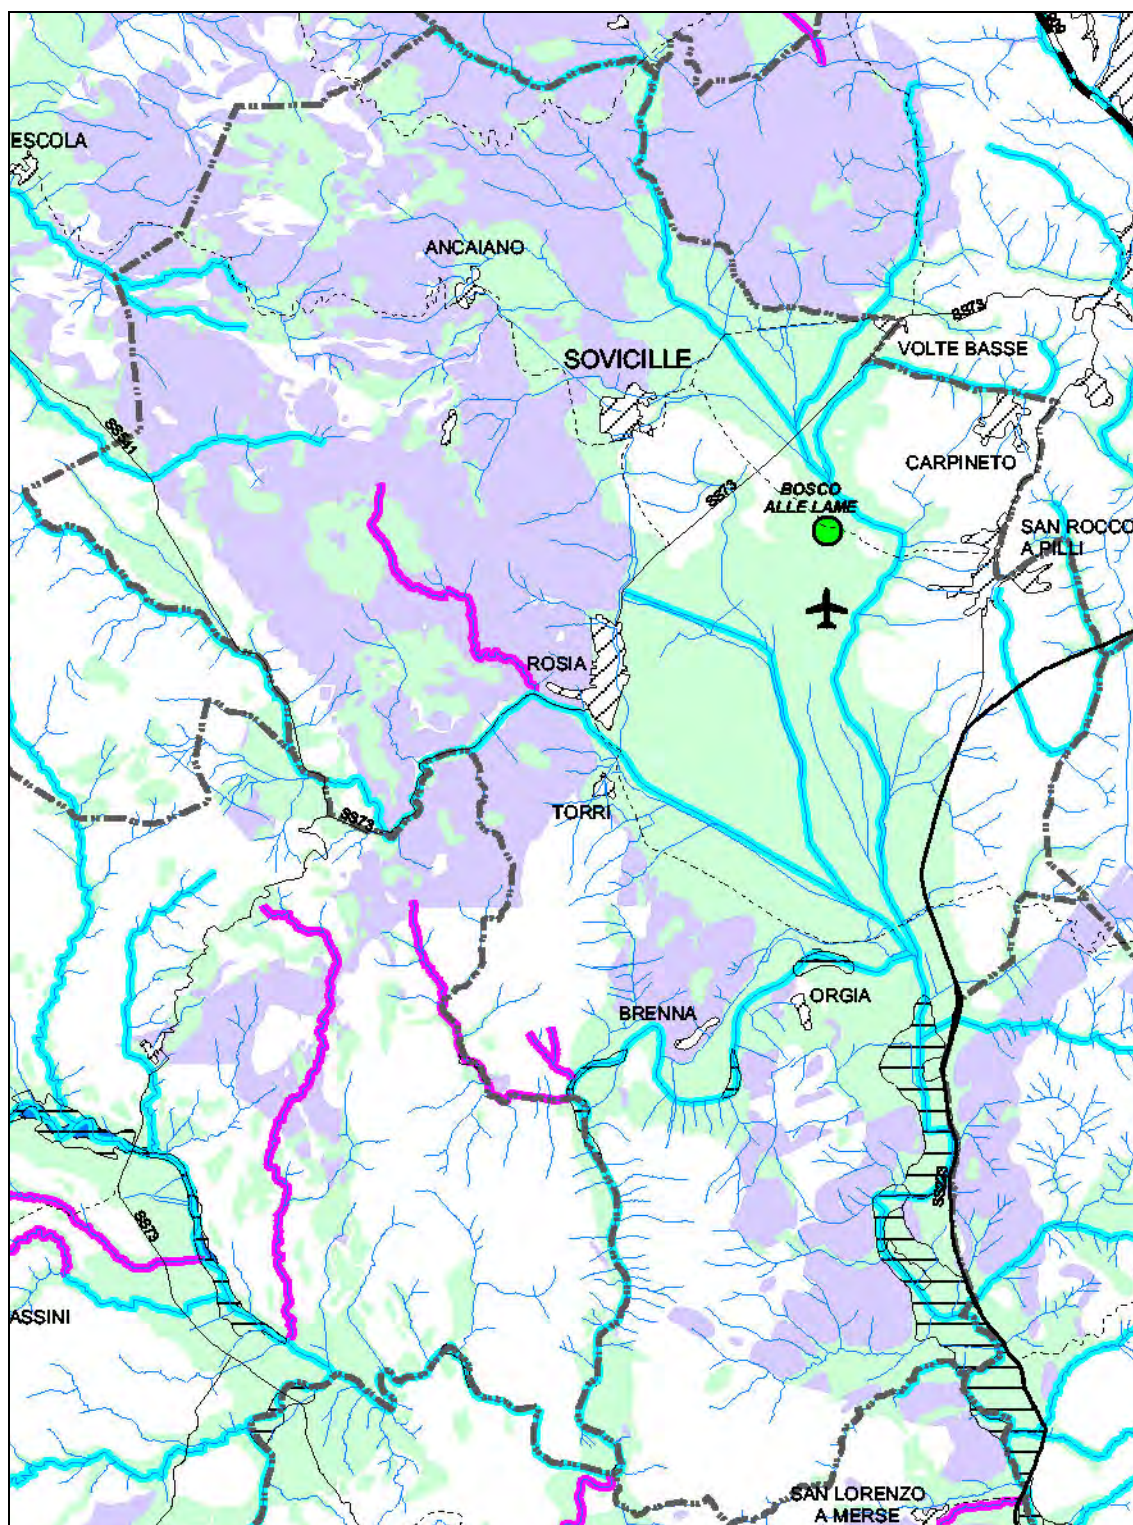 ESCOLA
ANCAIANO
SS73
VOLTE BASSE
SOVICILLE
SS541
CARPINETO
SS73
BOSCO
ALLE LAME
SAN ROCCO
A PILLI
ROSIA
SS73
TORRI
ORGIA
BRENNA
SS223
SS73
ASSINI
SAN LORENZO
A MERSE